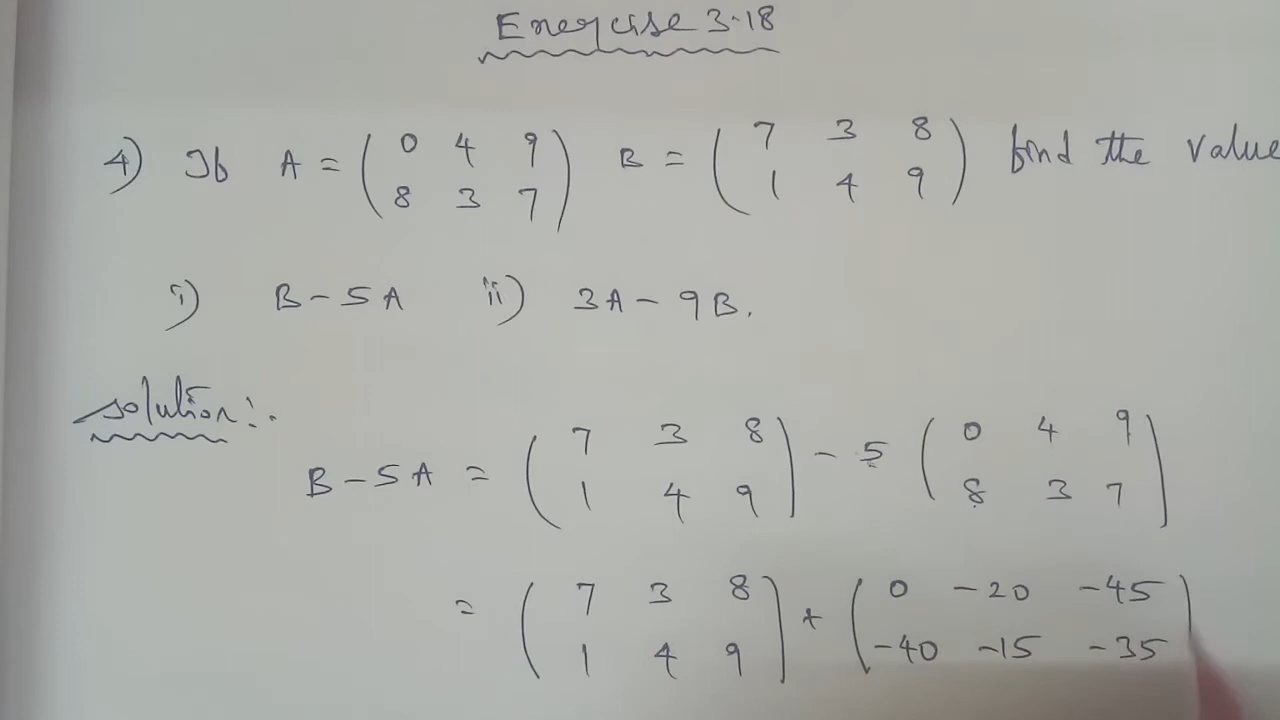 Exercise 3.18
4) If A = ( 0 4 9 B = ( 7 3 8 find the value
8 3 7 ) 1 4 9 )
i) B - 5A ii) 3A - 9B.
Solution:.
B - 5A = ( 7 3 8 - 5 ( 0 4 9
1 4 9 ) 8 3 7 )
= ( 7 3 8 + ( 0 -20 -45
1 4 9 ) -40 -15 -35 )